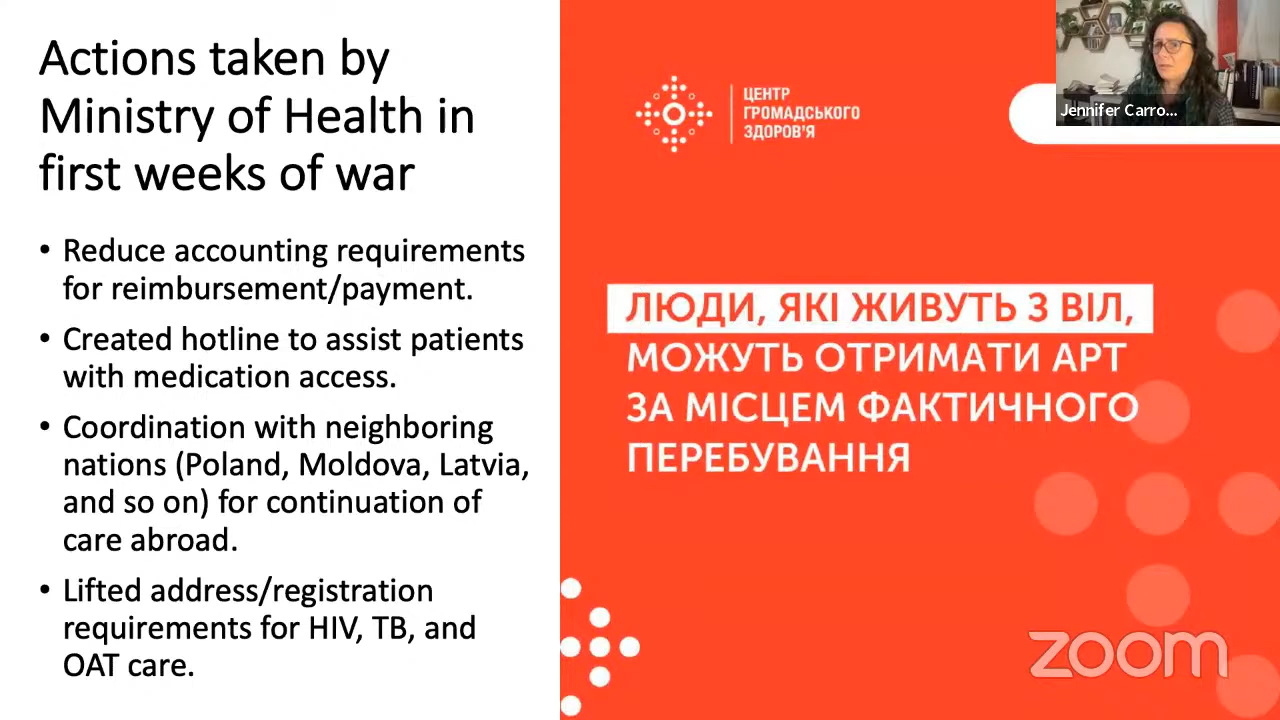 Actions taken by
Ministry of Health in
first weeks of war
• Reduce accounting requirements
for reimbursement/payment.
• Created hotline to assist patients
with medication access.
• Coordination with neighboring
nations (Poland, Moldova, Latvia,
and so on) for continuation of
care abroad.
• Lifted address/registration
requirements for HIV, TB, and
OAT care.
ЦЕНТР
ГРОМАДСЬКОГО
ЗДОРОВ'Я
ЛЮДИ, ЯКІ ЖИВУТЬ З ВІЛ,
МОЖУТЬ ОТРИМАТИ АРТ
ЗА МІСЦЕМ ФАКТИЧНОГО
ПЕРЕБУВАННЯ
Jennifer Carro...
zoom